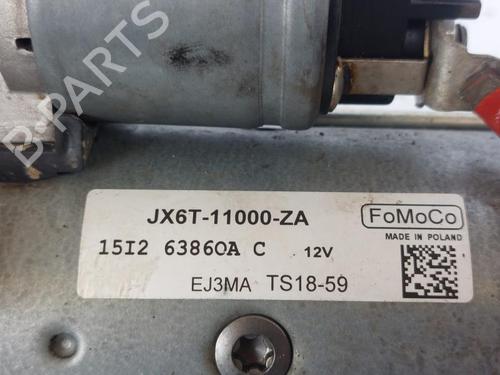 JX6T-11000-ZA
FoMoCo
MADE IN POLAND
15I2 63860A C 12V
EJ3MA TS18-59
B-PARTS